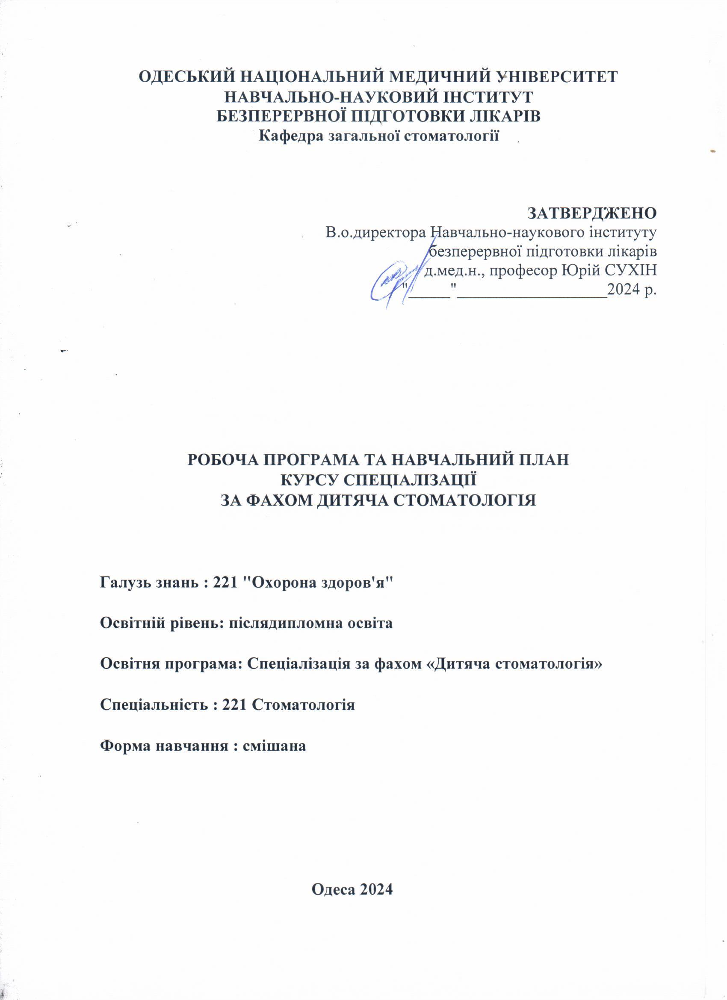 ОДЕСЬКИЙ НАЦІОНАЛЬНИЙ МЕДИЧНИЙ УНІВЕРСИТЕТ
НАВЧАЛЬНО-НАУКОВИЙ ІНСТИТУТ
БЕЗПЕРЕРВНОЇ ПІДГОТОВКИ ЛІКАРІВ
Кафедра загальної стоматології
ЗАТВЕРДЖЕНО
В.о.директора Навчально-наукового інституту
безперервної підготовки лікарів
д.мед.н., професор Юрій СУХІН
"_____" __________________2024 р.
РОБОЧА ПРОГРАМА ТА НАВЧАЛЬНИЙ ПЛАН
КУРСУ СПЕЦІАЛІЗАЦІЇ
ЗА ФАХОМ ДИТЯЧА СТОМАТОЛОГІЯ
Галузь знань : 221 "Охорона здоров'я"
Освітній рівень: післядипломна освіта
Освітня програма: Спеціалізація за фахом «Дитяча стоматологія»
Спеціальність : 221 Стоматологія
Форма навчання : змішана
Одеса 2024